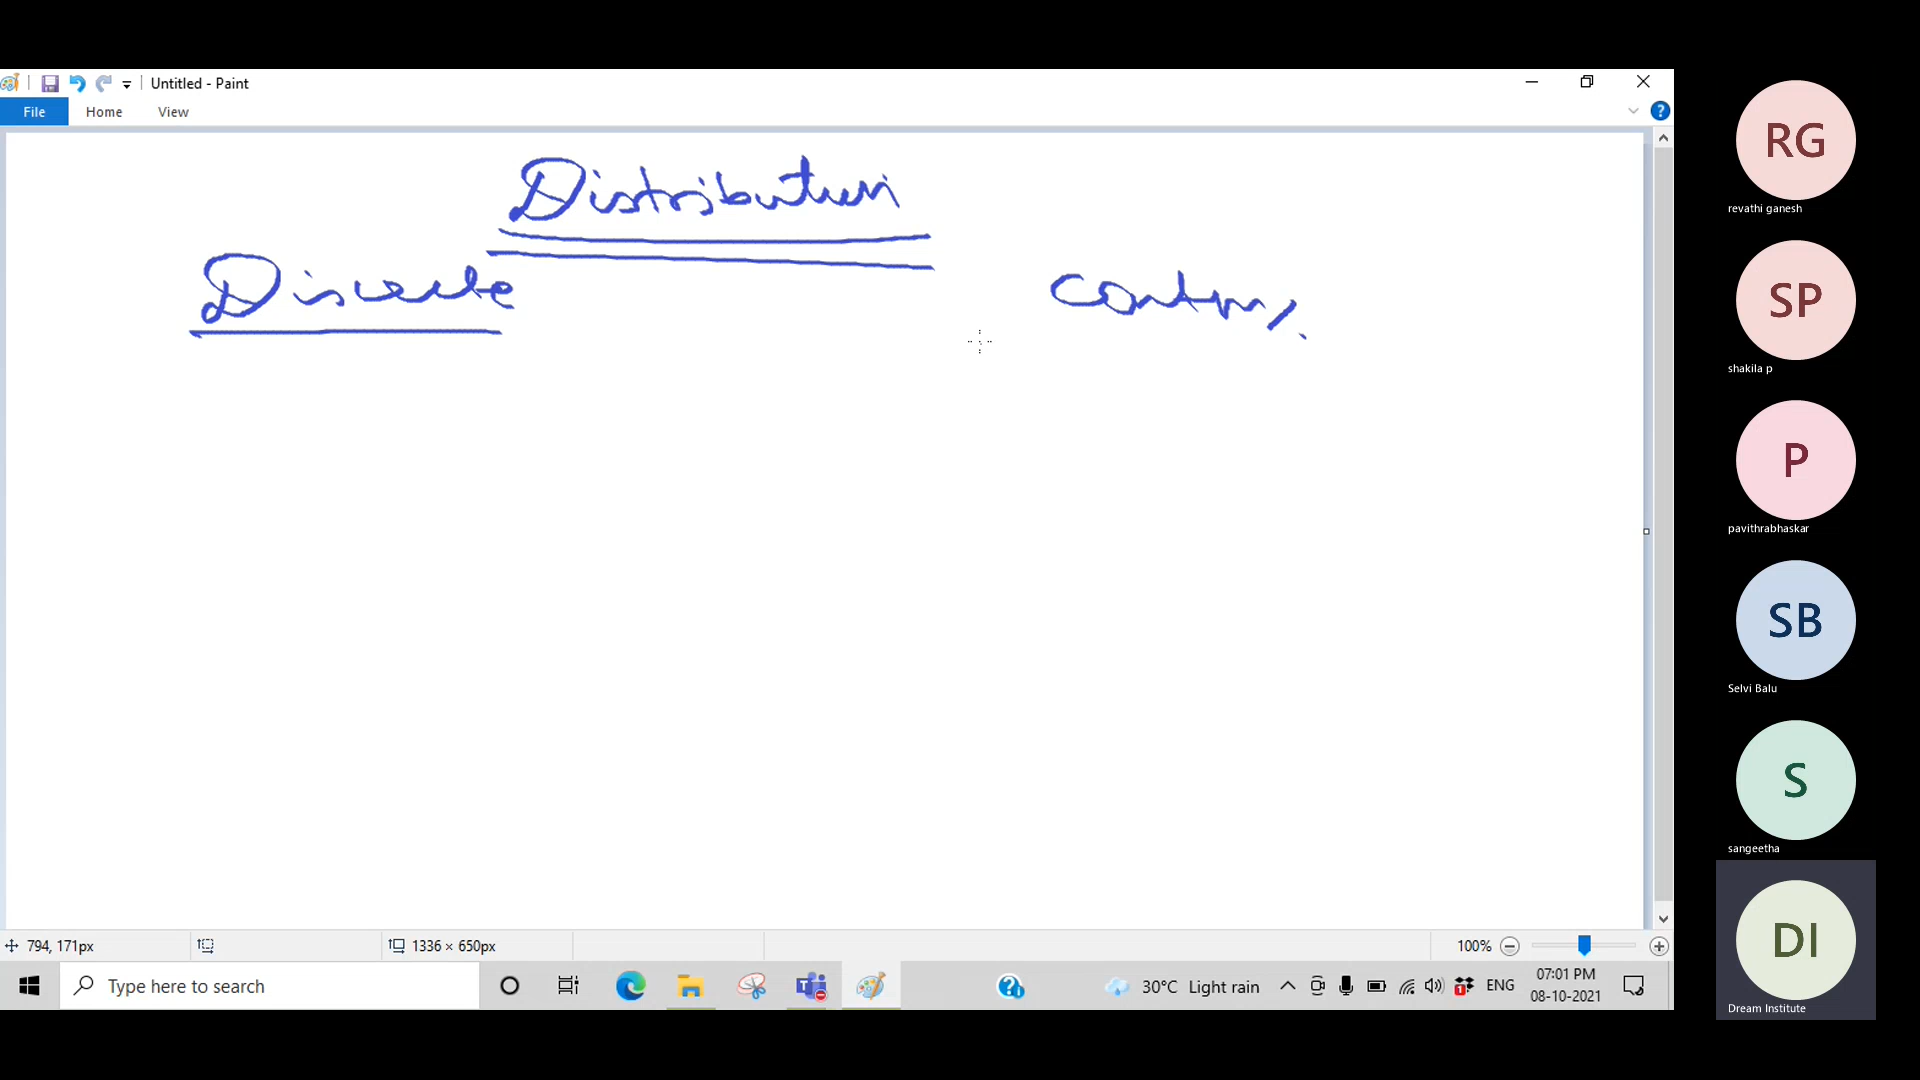 Untitled - Paint
File Home View
Distribution
Discrete
RG
revathi ganesh
SP
shakila p
P
pavithrabhaskar
SB
Selvi Balu
S
sangeetha
DI
Dream Institute
794, 171px
1336 × 650px
100%
Type here to search
30°C Light rain
ENG
07:01 PM
08-10-2021